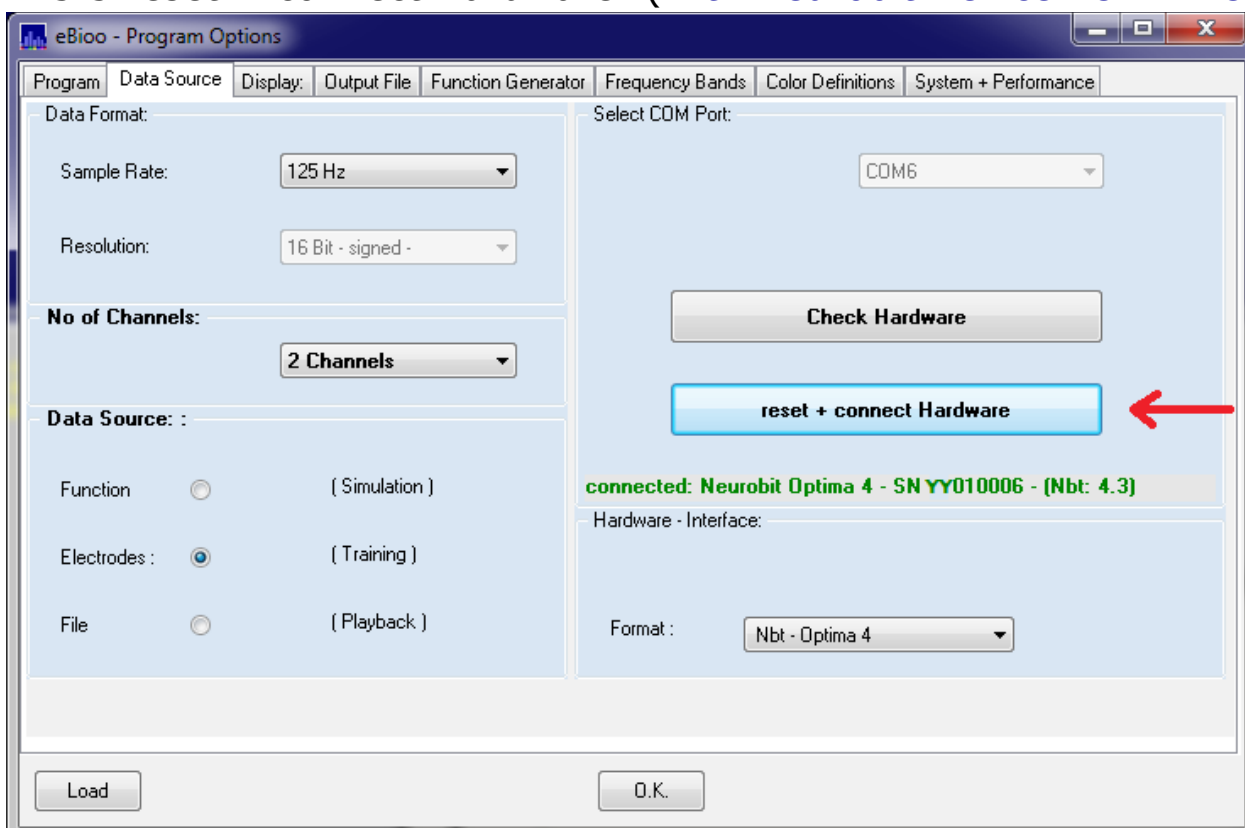 eBioo - Program Options
Program Data Source Display: Output File Function Generator Frequency Bands Color Definitions System + Performance
Data Format:
Sample Rate: 125 Hz
Resolution: 16 Bit - signed -
No of Channels:
2 Channels
Data Source: :
Function ( Simulation )
Electrodes : ( Training )
File ( Playback )
Select COM Port:
COM6
Check Hardware
reset + connect Hardware
connected: Neurobit Optima 4 - SN YY010006 - (Nbt: 4.3)
Hardware - Interface:
Format : Nbt - Optima 4
Load O.K.